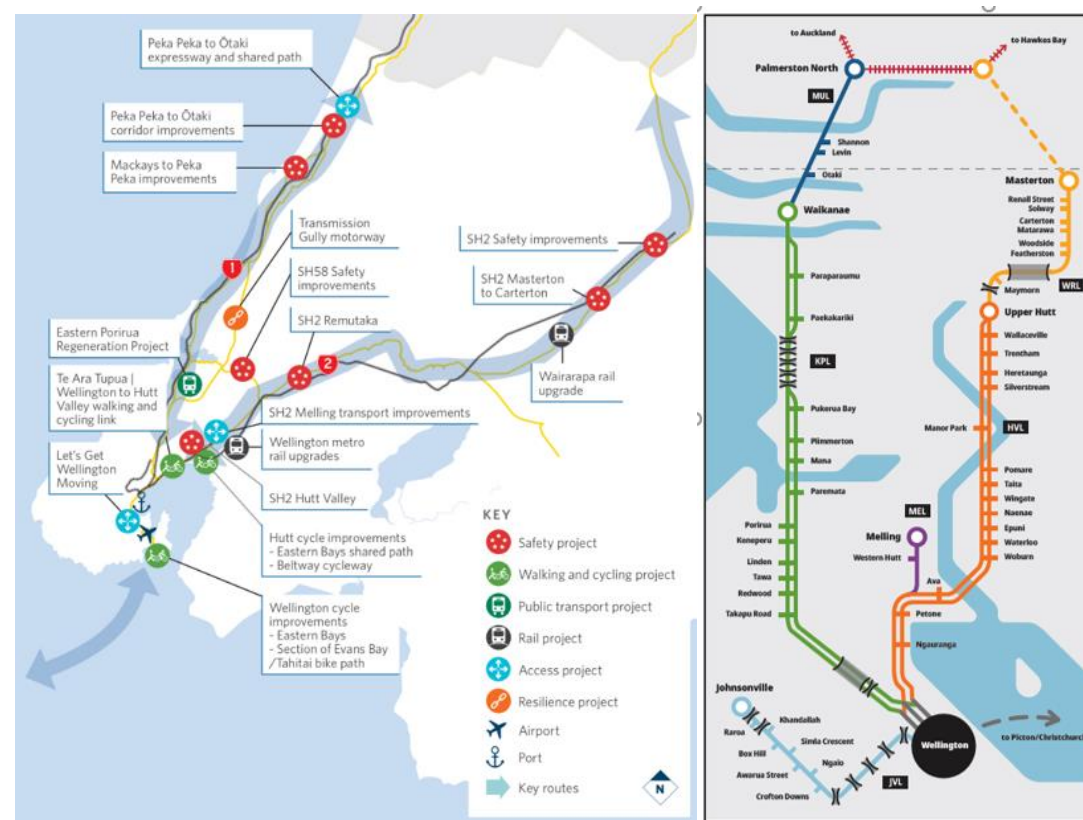 Peka Peka to Ōtaki
expressway and shared path
Peka Peka to Ōtaki
corridor improvements
Mackays to Peka
Peka improvements
Transmission
Gully motorway
SH58 Safety
improvements
SH2 Remutaka
SH2 Safety improvements
SH2 Masterton
to Carterton
1
2
Eastern Porirua
Regeneration Project
Te Ara Tupua |
Wellington to Hutt
Valley walking and
cycling link
Let's Get
Wellington
Moving
Wairarapa rail
upgrade
SH2 Melling transport improvements
Wellington metro
rail upgrades
SH2 Hutt Valley
Hutt cycle improvements
- Eastern Bays shared path
- Beltway cycleway
Wellington cycle
improvements
- Eastern Bays
- Section of Evans Bay
/Tahitai bike path
KEY
Safety project
Walking and cycling project
Public transport project
Rail project
Access project
Resilience project
Airport
Port
Key routes
N
to Auckland
to Hawkes Bay
Palmerston North
MUL
Shannon
Levin
Otaki
Masterton
Renall Street
Solway
Carterton
Matarawa
Woodside
Featherston
WRL
Maymorn
Waikanae
Paraparaumu
Paekakariki
KPL
Pukerua Bay
Plimmerton
Mana
Paremata
Porirua
Kenepuru
Linden
Tawa
Redwood
Takapu Road
Upper Hutt
Wallaceville
Trentham
Heretaunga
Silverstream
Manor Park
HVL
Pomare
Taita
Wingate
Naenae
Epuni
Waterloo
Woburn
MEL
Melling
Western Hutt
Ava
Petone
Ngauranga
Johnsonville
Raroa
Khandallah
Box Hill
Simla Crescent
Awarua Street
Ngaio
Crofton Downs
JVL
Wellington
to Picton/Christchurch